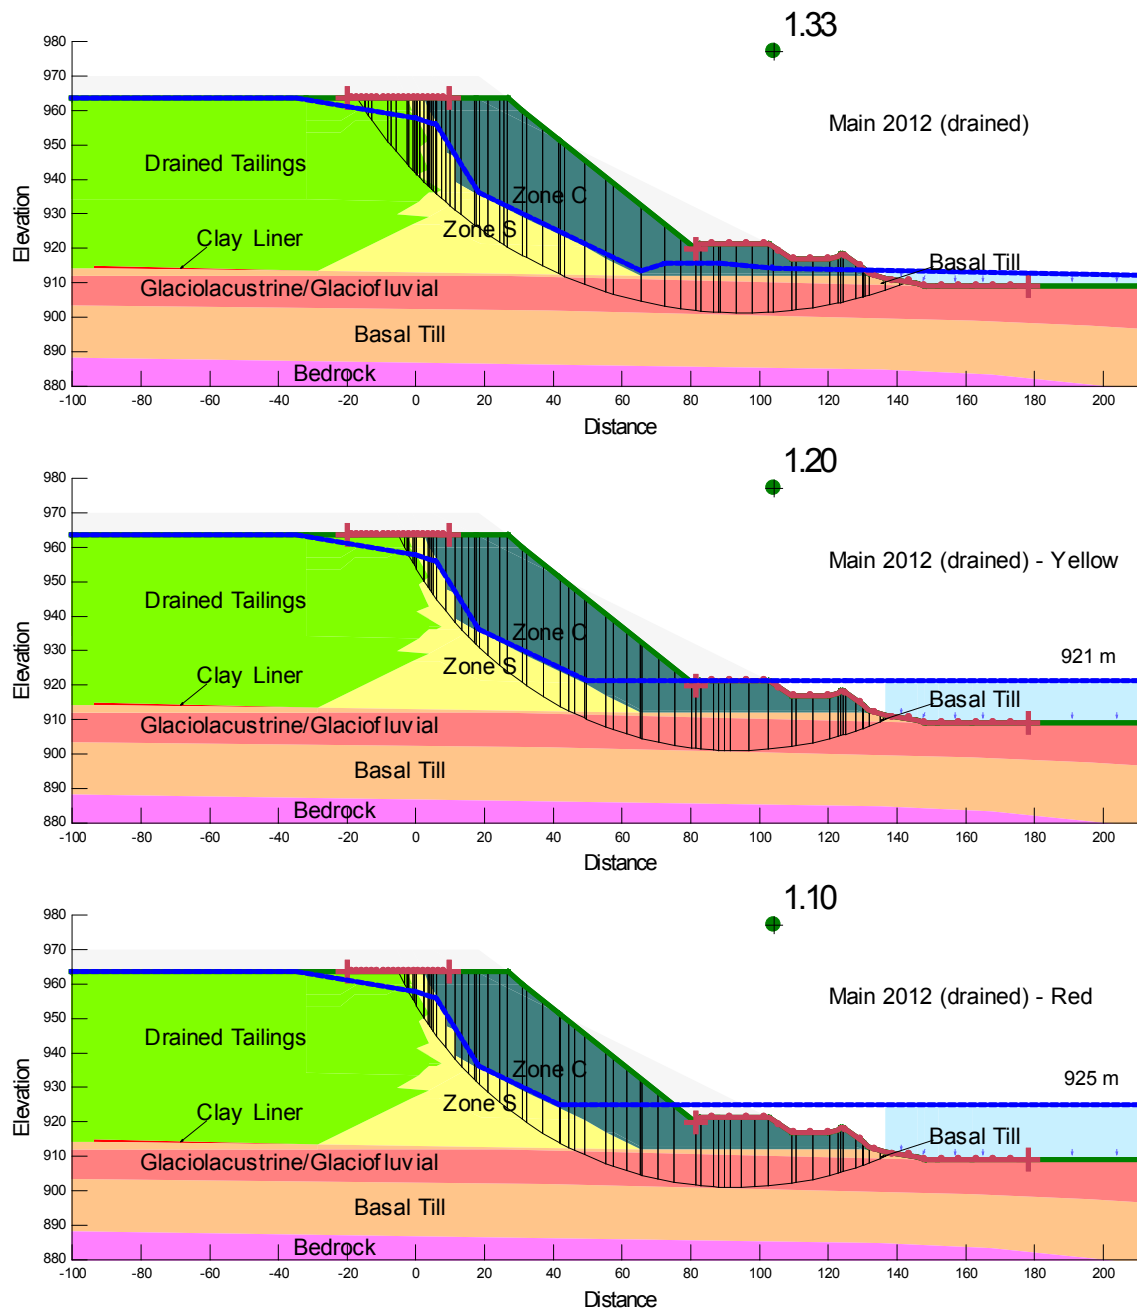 1.33
980
970
960
950
940
930
920
910
900
890
880
Elevation
Main 2012 (drained)
Drained Tailings
Zone C
Zone S
Clay Liner
Basal Till
Glaciolacustrine/Glaciofluvial
Basal Till
Bedrock
-100 -80 -60 -40 -20 0 20 40 60 80 100 120 140 160 180 200
Distance
1.20
980
970
960
950
940
930
920
910
900
890
880
Elevation
Main 2012 (drained) - Yellow
Drained Tailings
Zone C
921 m
Zone S
Clay Liner
Basal Till
Glaciolacustrine/Glaciofluvial
Basal Till
Bedrock
-100 -80 -60 -40 -20 0 20 40 60 80 100 120 140 160 180 200
Distance
1.10
980
970
960
950
940
930
920
910
900
890
880
Elevation
Main 2012 (drained) - Red
Drained Tailings
Zone C
925 m
Zone S
Clay Liner
Basal Till
Glaciolacustrine/Glaciofluvial
Basal Till
Bedrock
-100 -80 -60 -40 -20 0 20 40 60 80 100 120 140 160 180 200
Distance